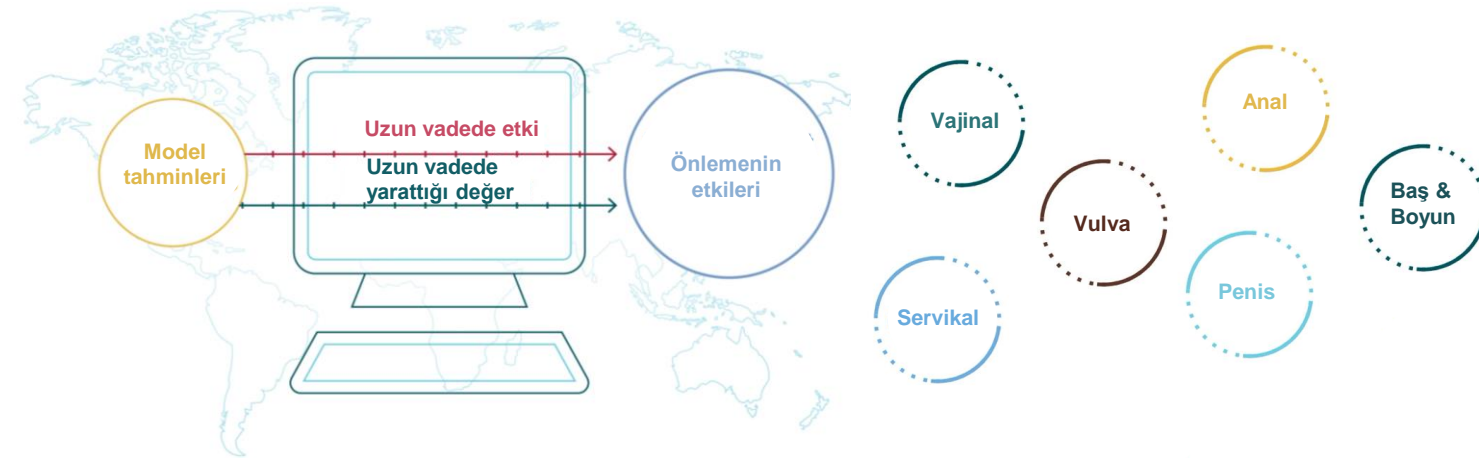 Model
tahminleri
Uzun vadede etki
Uzun vadede
yarattığı değer
Önlemenin
etkileri
Vajinal
Anal
Vulva
Baş &
Boyun
Servikal
Penis